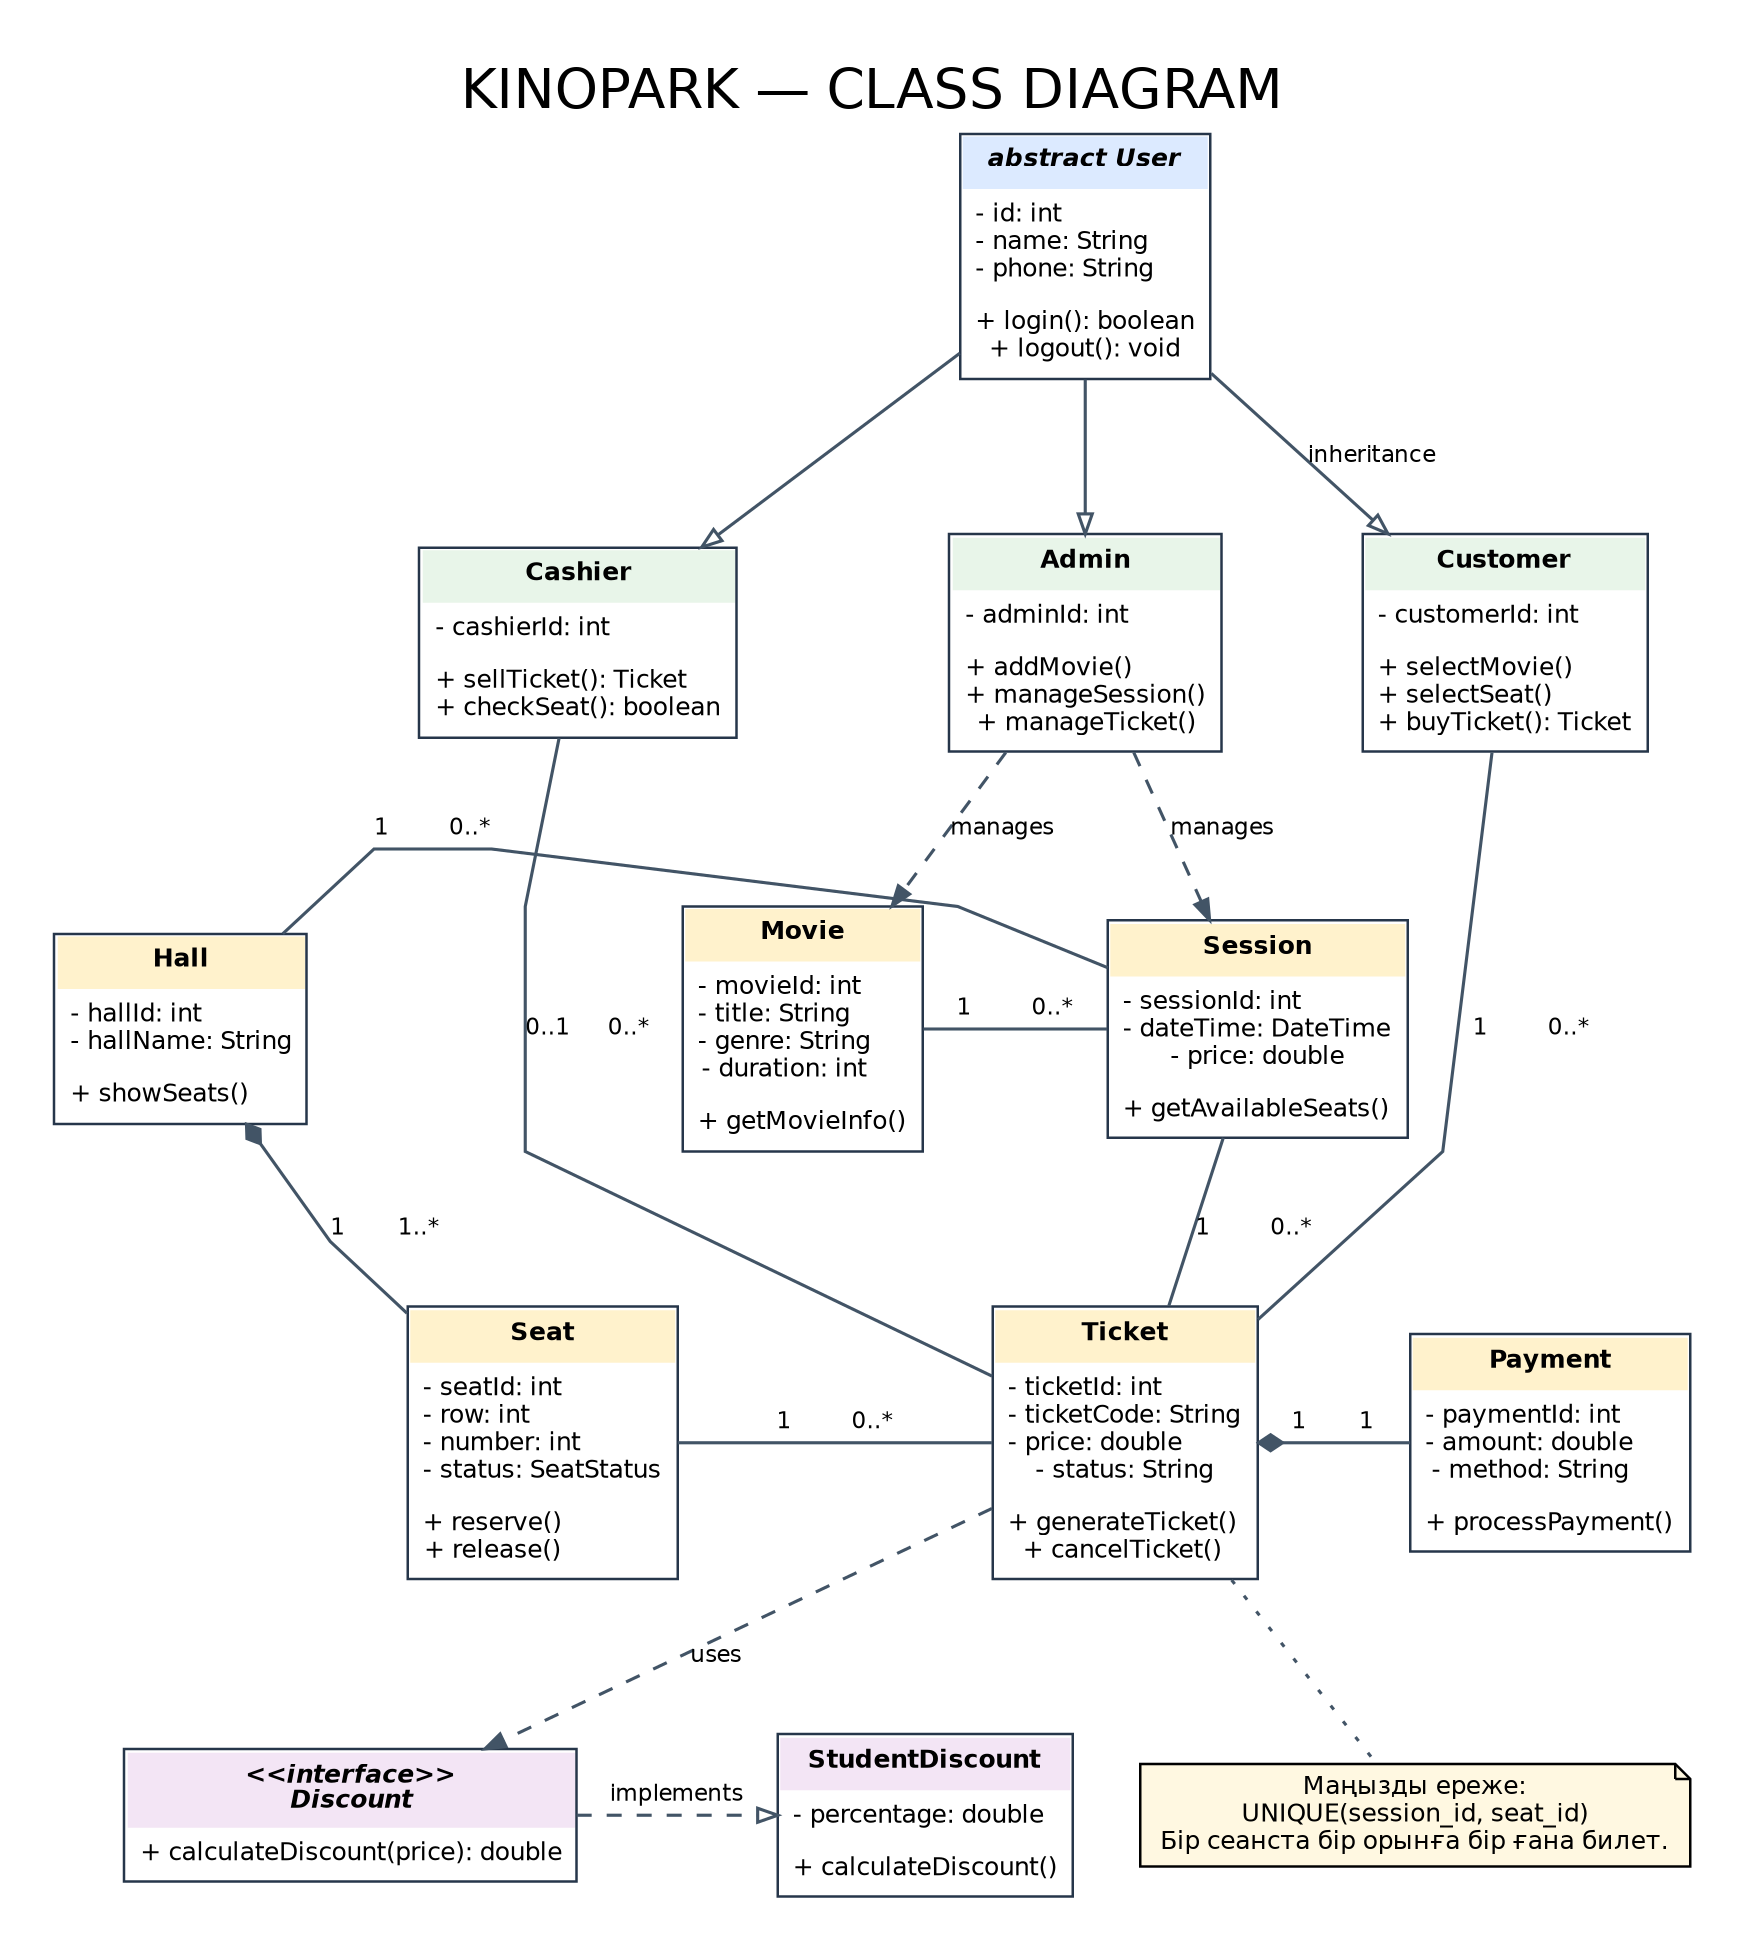 KINOPARK — CLASS DIAGRAM
abstract User
- id: int
- name: String
- phone: String
+ login(): boolean
+ logout(): void
inheritance
Cashier
- cashierId: int
+ sellTicket(): Ticket
+ checkSeat(): boolean
Admin
- adminId: int
+ addMovie()
+ manageSession()
+ manageTicket()
Customer
- customerId: int
+ selectMovie()
+ selectSeat()
+ buyTicket(): Ticket
1 0..*
manages
manages
Hall
- hallId: int
- hallName: String
+ showSeats()
0..1 0..*
Movie
- movieId: int
- title: String
- genre: String
- duration: int
+ getMovieInfo()
1 0..*
Session
- sessionId: int
- dateTime: DateTime
- price: double
+ getAvailableSeats()
1 0..*
1 1..*
1 0..*
Seat
- seatId: int
- row: int
- number: int
- status: SeatStatus
+ reserve()
+ release()
1 0..*
Ticket
- ticketId: int
- ticketCode: String
- price: double
- status: String
+ generateTicket()
+ cancelTicket()
1 1
Payment
- paymentId: int
- amount: double
- method: String
+ processPayment()
uses
<<interface>>
Discount
+ calculateDiscount(price): double
implements
StudentDiscount
- percentage: double
+ calculateDiscount()
Маңызды ереже:
UNIQUE(session_id, seat_id)
Бір сеанста бір орынға бір ғана билет.